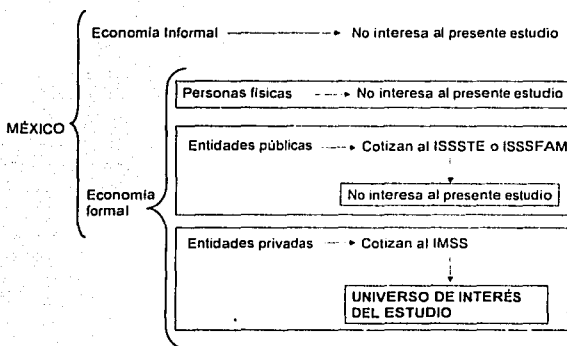 Economía Informal No interesa al presente estudio
Personas físicas No interesa al presente estudio
MÉXICO
Entidades públicas Cotizan al ISSSTE o ISSSFAM
No interesa al presente estudio
Economía
formal
Entidades privadas Cotizan al IMSS
UNIVERSO DE INTERÉS
DEL ESTUDIO